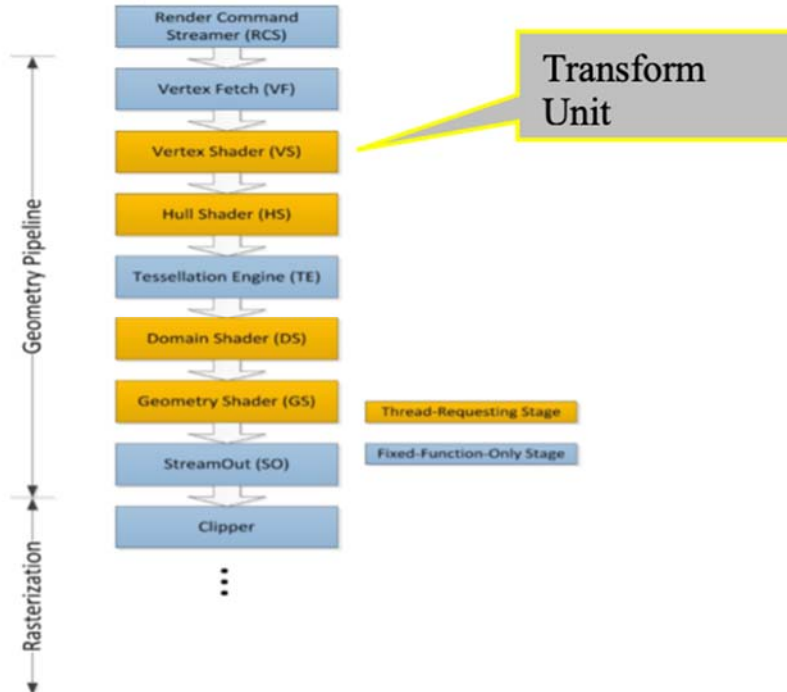 Render Command
Streamer (RCS)
Transform
Unit
Vertex Fetch (VF)
Vertex Shader (VS)
Hull Shader (HS)
Tessellation Engine (TE)
Domain Shader (DS)
Geometry Shader (GS)
StreamOut (SO)
Clipper
Thread-Requesting Stage
Fixed-Function-Only Stage
Geometry Pipeline
Rasterization